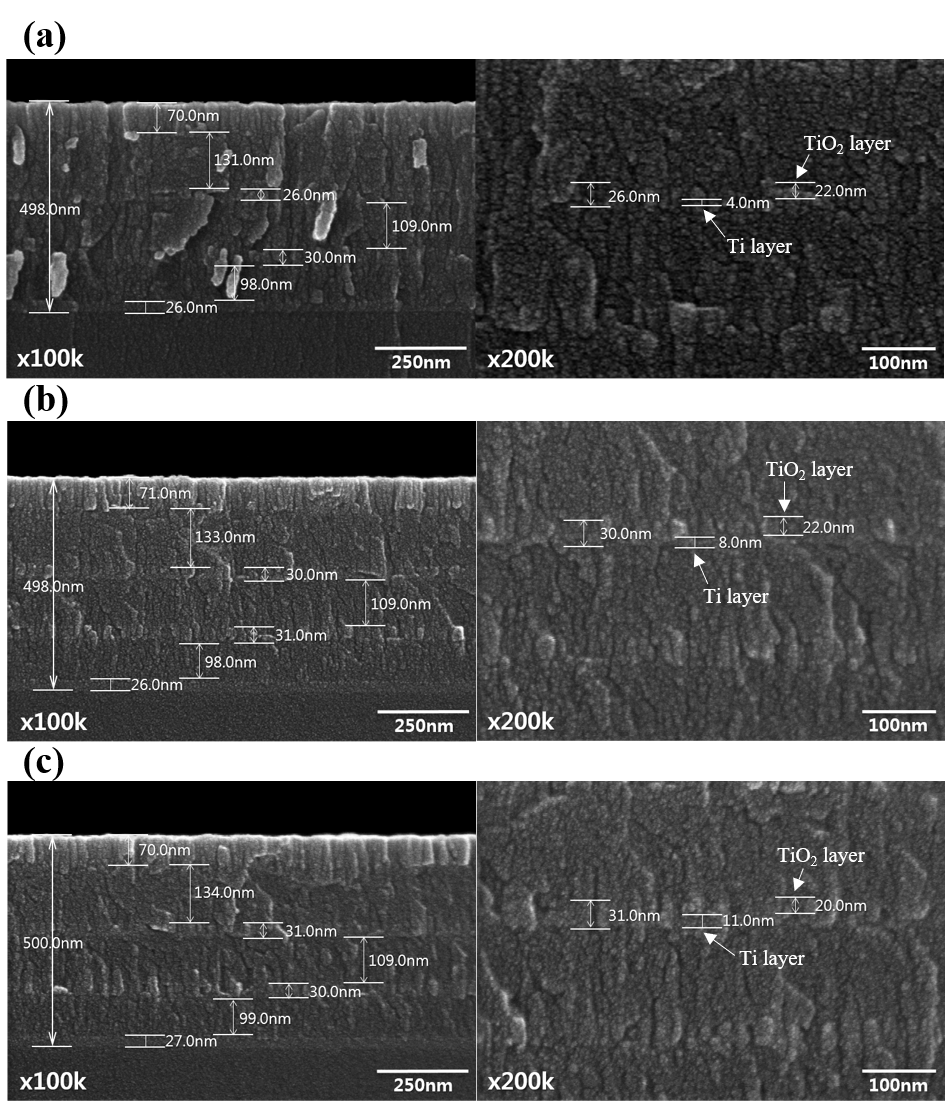 (a)
70.0nm
131.0nm
26.0nm
498.0nm
109.0nm
30.0nm
98.0nm
26.0nm
x100k
250nm
TiO2 layer
26.0nm
22.0nm
4.0nm
Ti layer
x200k
100nm
(b)
71.0nm
133.0nm
30.0nm
498.0nm
109.0nm
31.0nm
98.0nm
26.0nm
x100k
250nm
TiO2 layer
30.0nm
22.0nm
8.0nm
Ti layer
x200k
100nm
(c)
70.0nm
134.0nm
31.0nm
500.0nm
109.0nm
30.0nm
99.0nm
27.0nm
x100k
250nm
TiO2 layer
31.0nm
20.0nm
11.0nm
Ti layer
x200k
100nm